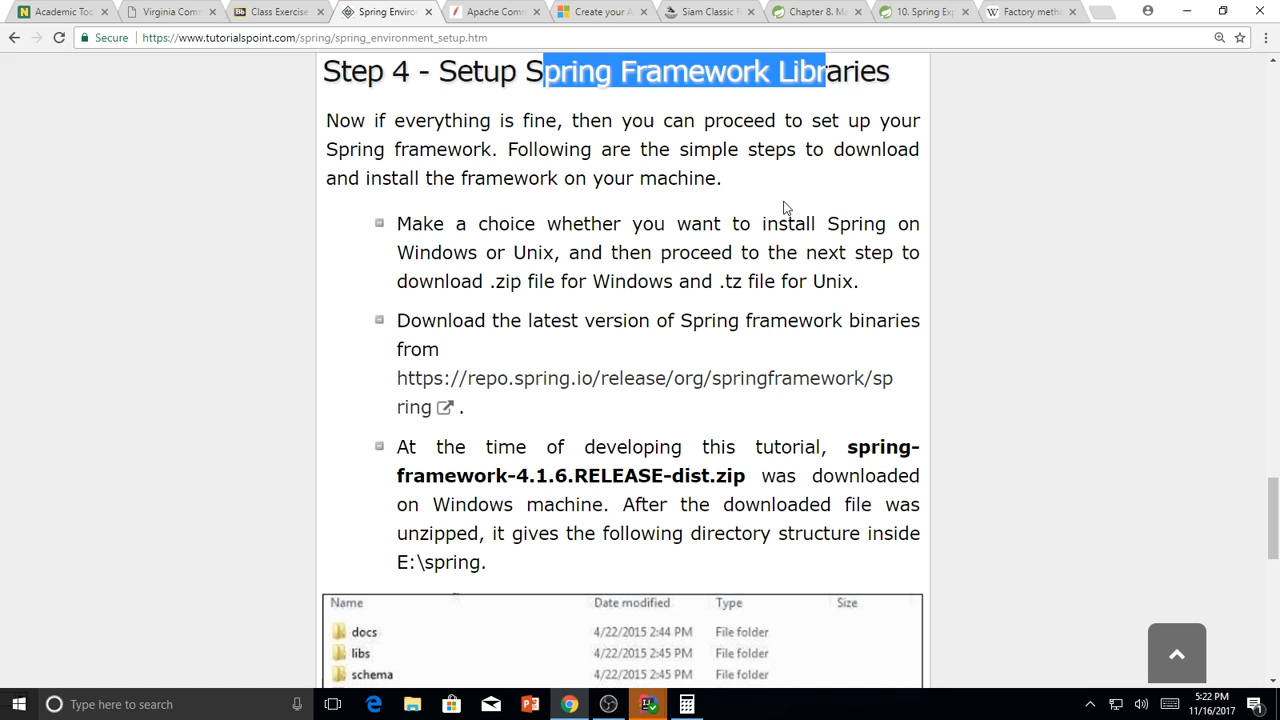 Academic Too
Virginia Comm
Class Exercise
Spring Enviro
Apache Comm
Create your A
Siam Classic F
Chapter 8. Ma
10. Spring Exp
Factory metho
Secure https://www.tutorialspoint.com/spring/spring_environment_setup.htm
Step 4 - Setup Spring Framework Libraries
Now if everything is fine, then you can proceed to set up your
Spring framework. Following are the simple steps to download
and install the framework on your machine.
Make a choice whether you want to install Spring on
Windows or Unix, and then proceed to the next step to
download .zip file for Windows and .tz file for Unix.
Download the latest version of Spring framework binaries
from
https://repo.spring.io/release/org/springframework/sp
ring .
At the time of developing this tutorial, spring-
framework-4.1.6.RELEASE-dist.zip was downloaded
on Windows machine. After the downloaded file was
unzipped, it gives the following directory structure inside
E:\spring.
Name Date modified Type Size
docs 4/22/2015 2:44 PM File folder
libs 4/22/2015 2:45 PM File folder
schema 4/22/2015 2:45 PM File folder
Type here to search
5:22 PM
11/16/2017